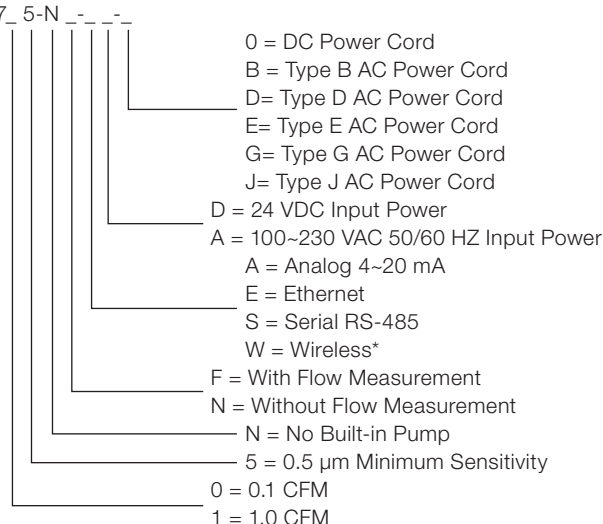 7_ 5-N _-_ _-_
0 = DC Power Cord
B = Type B AC Power Cord
D= Type D AC Power Cord
E= Type E AC Power Cord
G= Type G AC Power Cord
J= Type J AC Power Cord
D = 24 VDC Input Power
A = 100~230 VAC 50/60 HZ Input Power
A = Analog 4~20 mA
E = Ethernet
S = Serial RS-485
W = Wireless*
F = With Flow Measurement
N = Without Flow Measurement
N = No Built-in Pump
5 = 0.5 µm Minimum Sensitivity
0 = 0.1 CFM
1 = 1.0 CFM